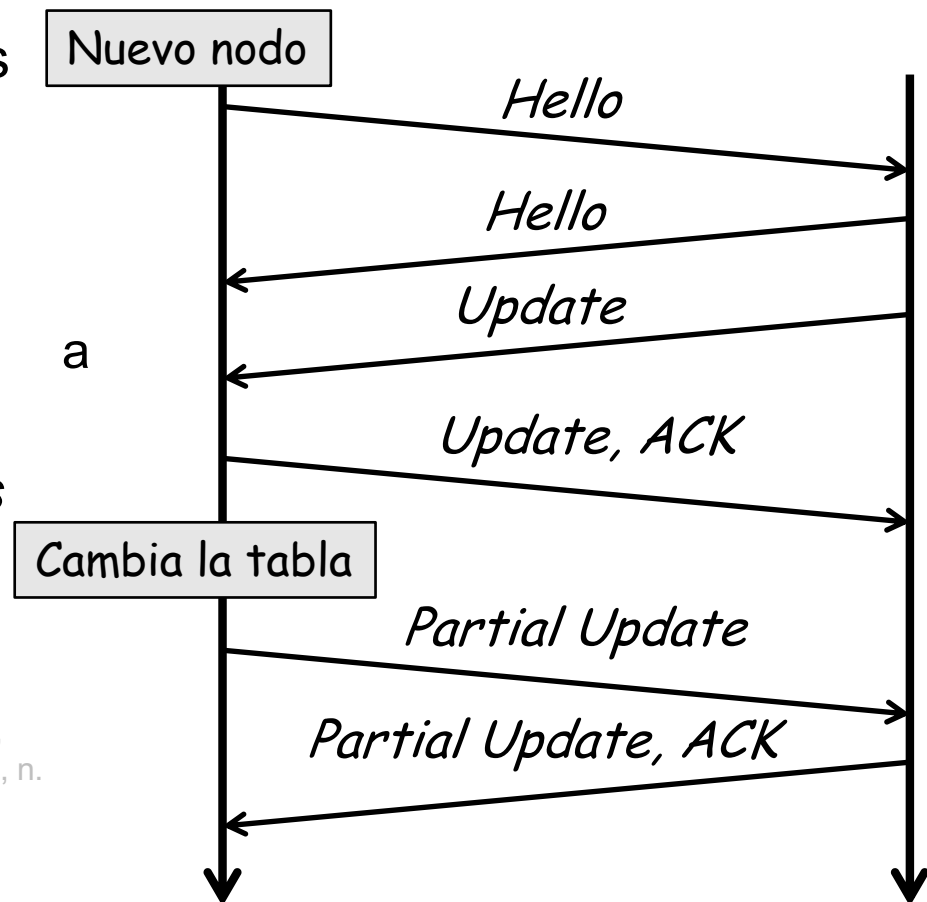 s
Nuevo nodo
Hello
Hello
Update
a
Update, ACK
s
Cambia la tabla
Partial Update
Partial Update, ACK
, n.